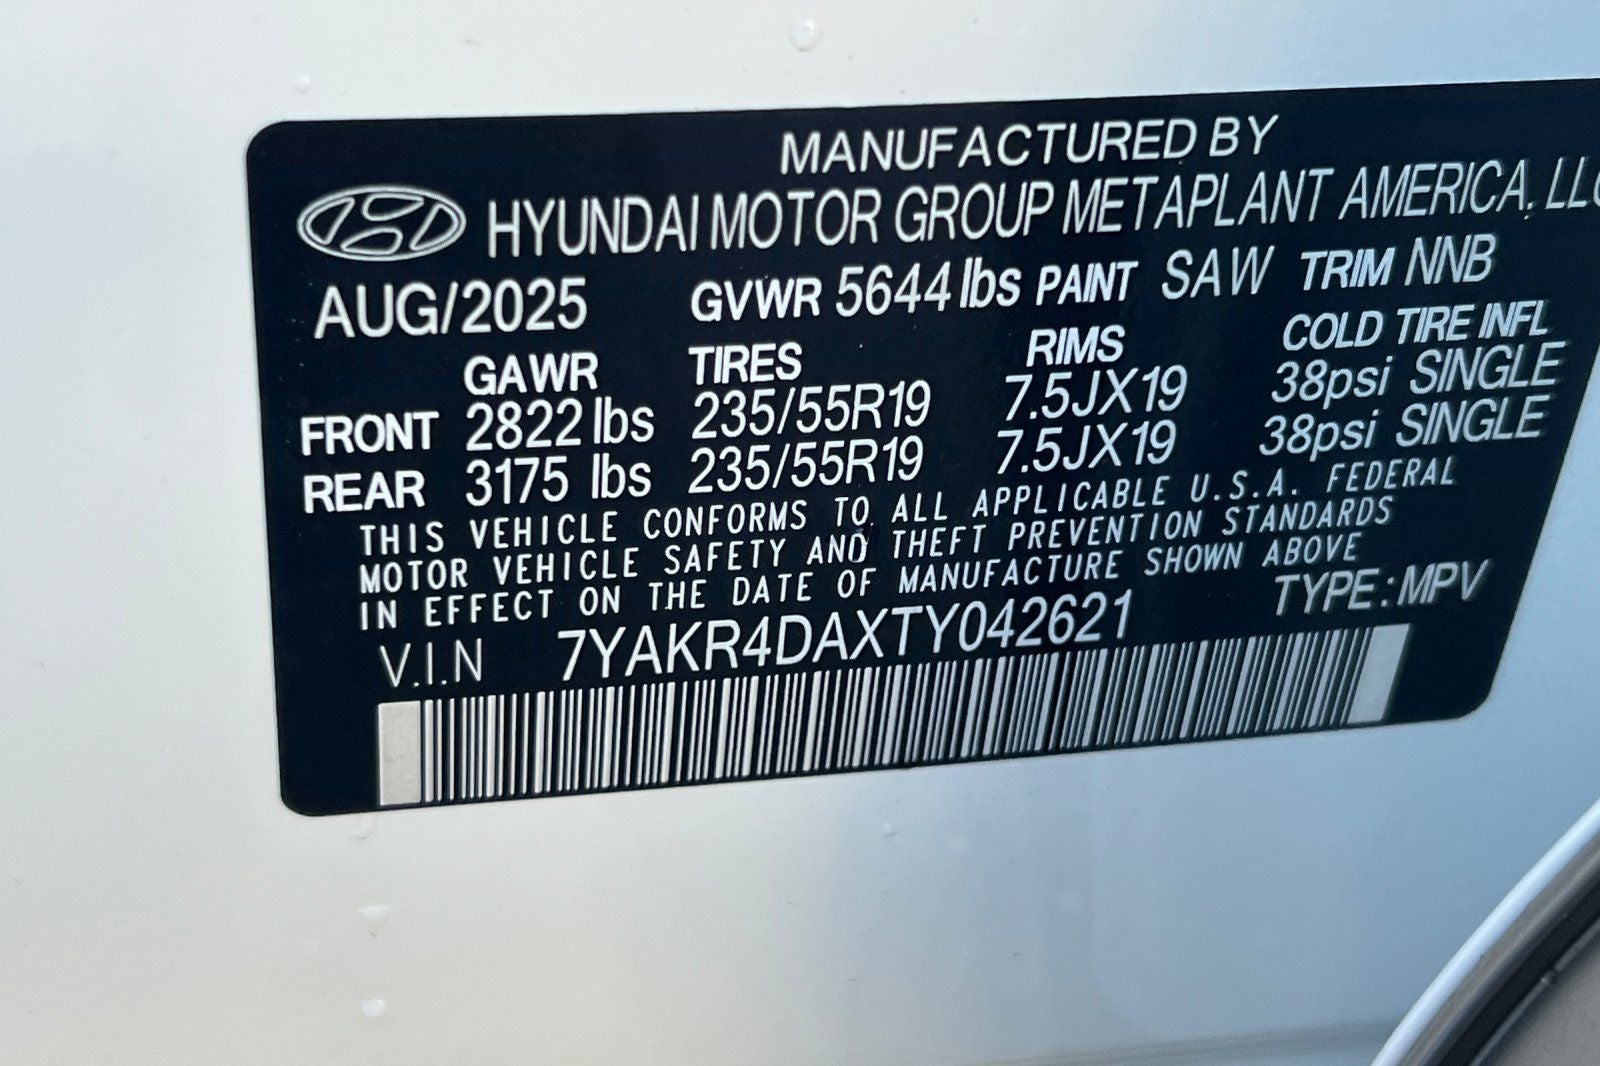 MANUFACTURED BY
HYUNDAI MOTOR GROUP METAPLANT AMERICA, LLC
AUG/2025 GVWR 5644 lbs PAINT SAW TRIM NNB
GAWR TIRES RIMS COLD TIRE INFL
FRONT 2822 lbs 235/55R19 7.5JX19 38psi SINGLE
REAR 3175 lbs 235/55R19 7.5JX19 38psi SINGLE
THIS VEHICLE CONFORMS TO ALL APPLICABLE U.S.A. FEDERAL
MOTOR VEHICLE SAFETY AND THEFT PREVENTION STANDARDS
IN EFFECT ON THE DATE OF MANUFACTURE SHOWN ABOVE
V.I.N 7YAKR4DAXTY042621 TYPE: MPV